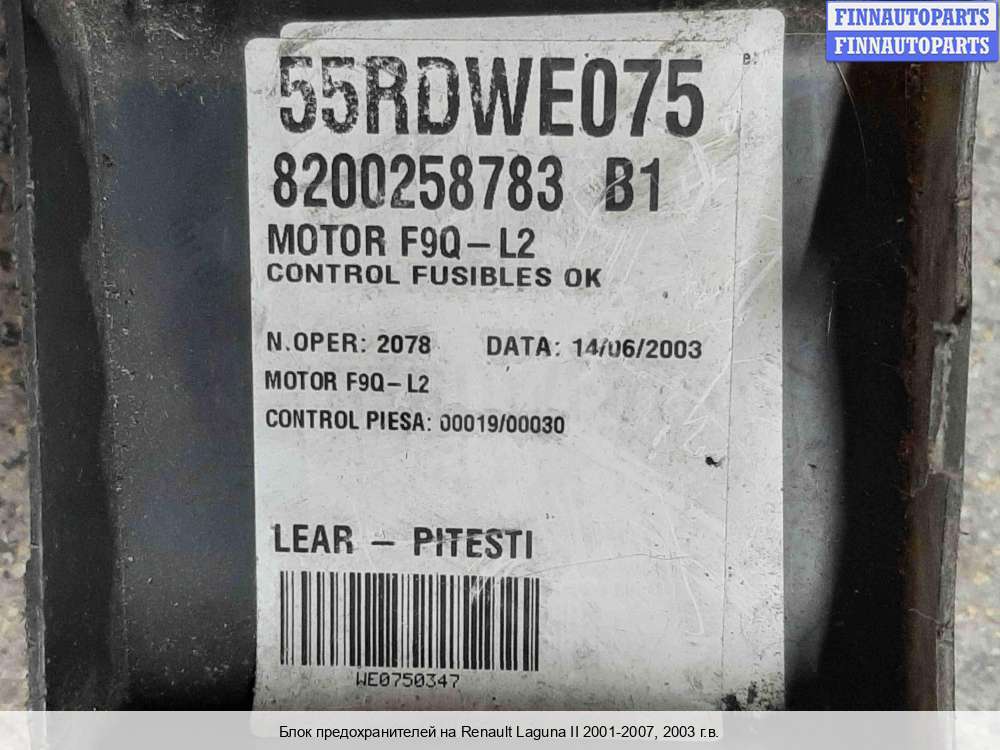 FINNAUTOPARTS
FINNAUTOPARTS
55RDWE075
8200258783 B1
MOTOR F9Q-L2
CONTROL FUSIBLES OK
N.OPER: 2078 DATA: 14/06/2003
MOTOR F9Q-L2
CONTROL PIESA: 00019/00030
LEAR - PITESTI
WE0750347
Блок предохранителей на Renault Laguna II 2001-2007, 2003 г.в.